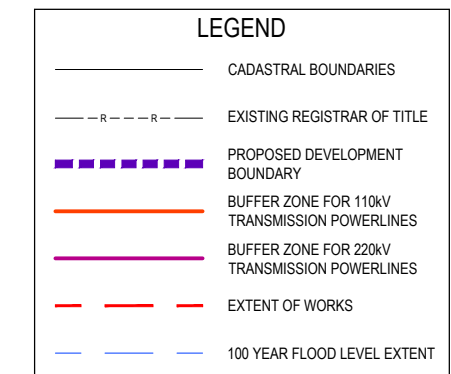 LEGEND
CADASTRAL BOUNDARIES
R R
EXISTING REGISTRAR OF TITLE
PROPOSED DEVELOPMENT
BOUNDARY
BUFFER ZONE FOR 110kV
TRANSMISSION POWERLINES
BUFFER ZONE FOR 220kV
TRANSMISSION POWERLINES
EXTENT OF WORKS
100 YEAR FLOOD LEVEL EXTENT